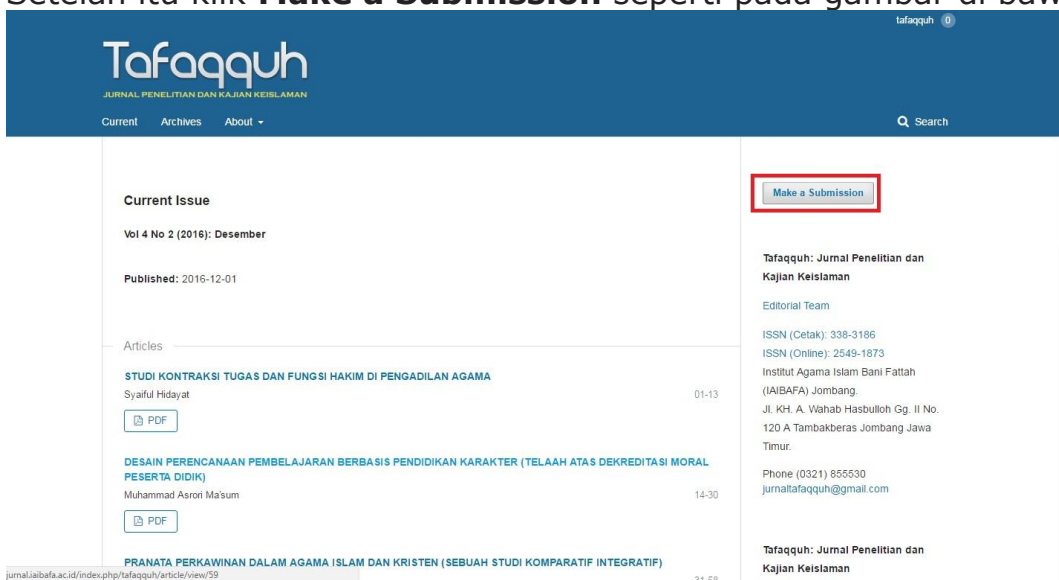 Setelah itu klik Make a Submission seperti pada gambar di baw
tafaqquh 0
Tafaqquh
JURNAL PENELITIAN DAN KAJIAN KEISLAMAN
Current Archives About
Search
Make a Submission
Current Issue
Vol 4 No 2 (2016): Desember
Published: 2016-12-01
Articles
STUDI KONTRAKSI TUGAS DAN FUNGSI HAKIM DI PENGADILAN AGAMA
Syaiful Hidayat 01-13
PDF
DESAIN PERENCANAAN PEMBELAJARAN BERBASIS PENDIDIKAN KARAKTER (TELAAH ATAS DEKREDITASI MORAL
PESERTA DIDIK)
Muhammad Asrori Ma'sum 14-30
PDF
PRANATA PERKAWINAN DALAM AGAMA ISLAM DAN KRISTEN (SEBUAH STUDI KOMPARATIF INTEGRATIF)
31-58
jurnal.iaibafa.ac.id/index.php/tafaqquh/article/view/59
Tafaqquh: Jurnal Penelitian dan
Kajian Keislaman
Editorial Team
ISSN (Cetak): 338-3186
ISSN (Online): 2549-1873
Institut Agama Islam Bani Fattah
(IAIBAFA) Jombang.
Jl. KH. A. Wahab Hasbulloh Gg. II No.
120 A Tambakberas Jombang Jawa
Timur.
Phone (0321) 855530
jurnaltafaqquh@gmail.com
Tafaqquh: Jurnal Penelitian dan
Kajian Keislaman